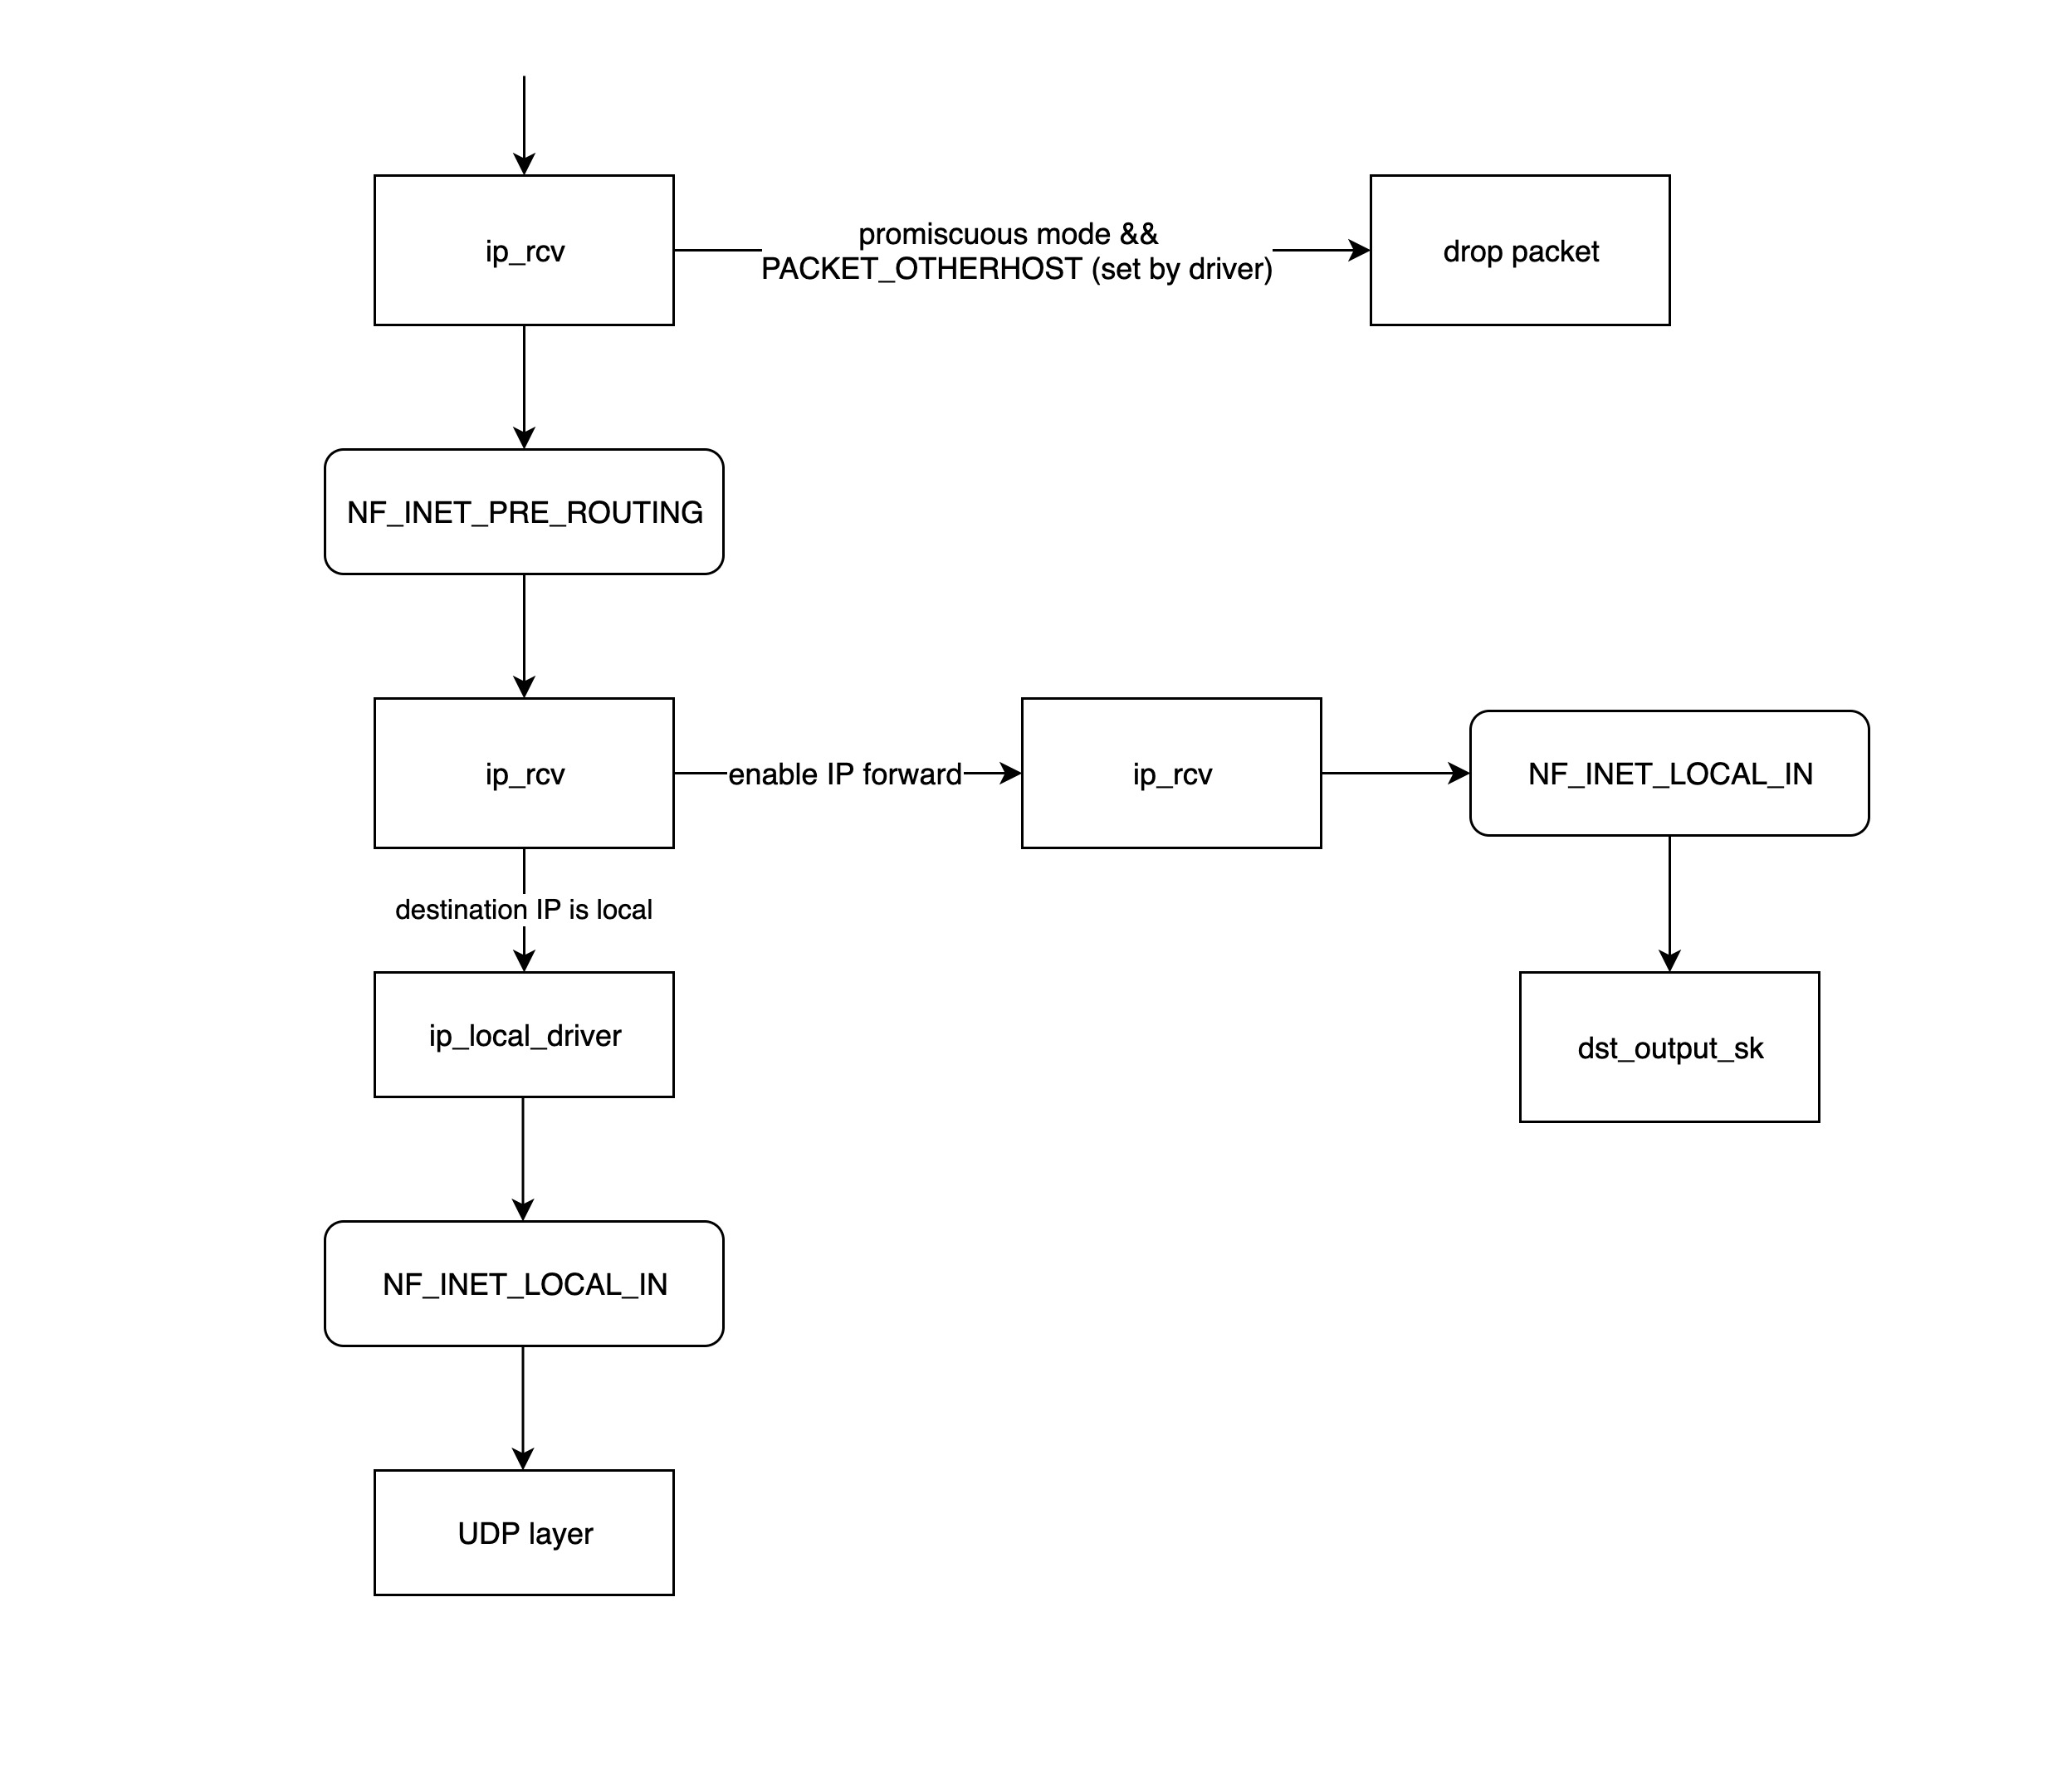 ip_rcv
promiscuous mode &&
PACKET_OTHERHOST (set by driver)
drop packet
NF_INET_PRE_ROUTING
ip_rcv
enable IP forward
ip_rcv
NF_INET_LOCAL_IN
destination IP is local
ip_local_driver
dst_output_sk
NF_INET_LOCAL_IN
UDP layer